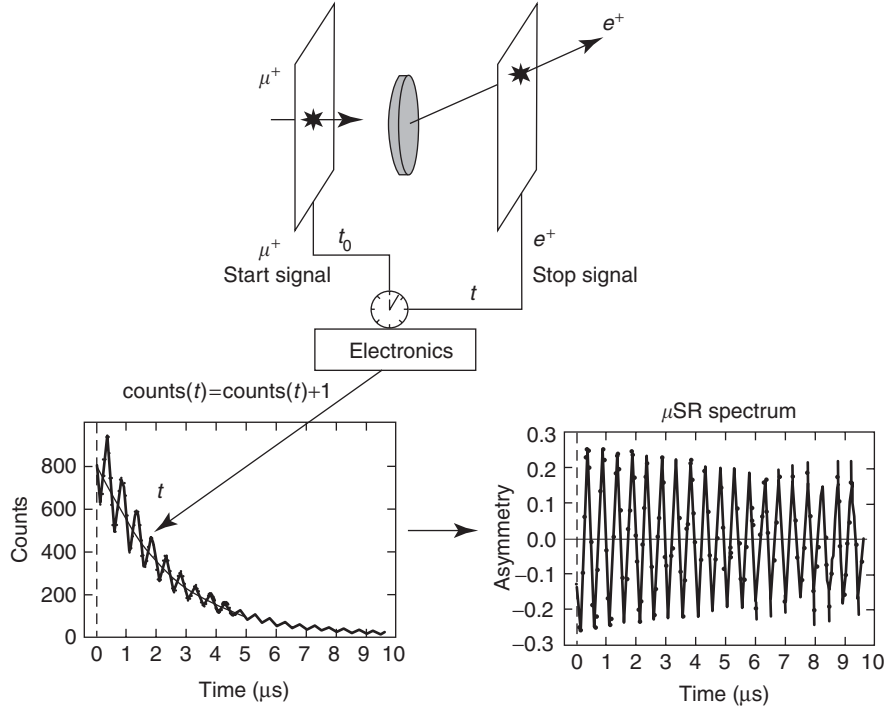 e+
μ+
μ+
t0
e+
Start signal
Stop signal
t
Electronics
counts(t)=counts(t)+1
μSR spectrum
t
Counts
800
600
400
200
0
0 1 2 3 4 5 6 7 8 9 10
Time (μs)
Asymmetry
0.3
0.2
0.1
0.0
−0.1
−0.2
−0.3
0 1 2 3 4 5 6 7 8 9 10
Time (μs)